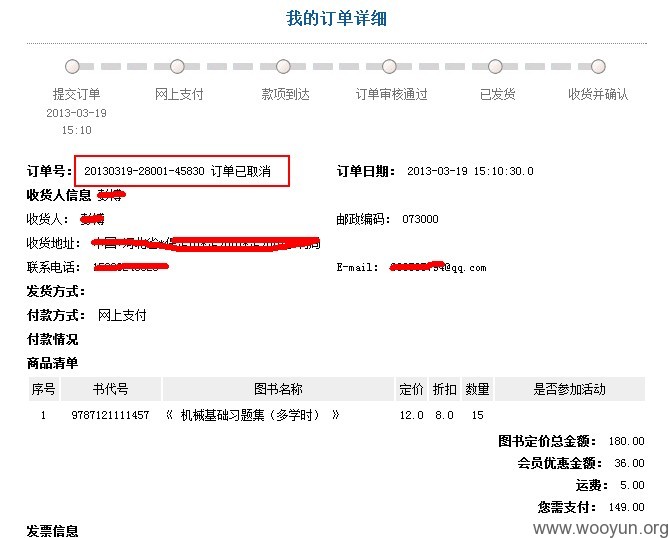 我的订单详细
提交订单 网上支付 款项到达 订单审核通过 已发货 收货并确认
2013-03-19
15:10
订单号： 20130319-28001-45830 订单已取消 订单日期： 2013-03-19 15:10:30.0
收货人信息
收货人： 邮政编码： 073000
收货地址：
联系电话： E-mail： @qq.com
发货方式：
付款方式： 网上支付
付款情况
商品清单
序号 书代号 图书名称 定价 折扣 数量 是否参加活动
1 9787121111457 《 机械基础习题集（多学时） 》 12.0 8.0 15
图书定价总金额： 180.00
会员优惠金额： 36.00
运费： 5.00
您需支付： 149.00
发票信息
www.wooyun.org